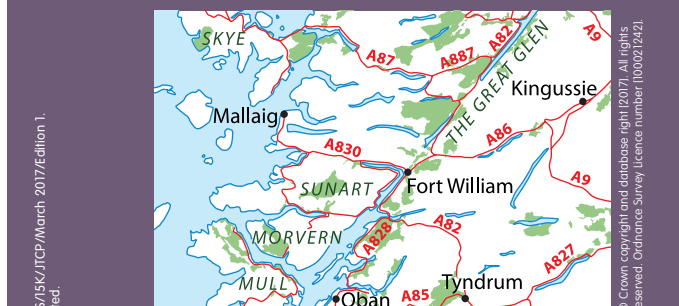 SKYE
A87
A887
A82
A9
THE GREAT GLEN
Kingussie
Mallaig
A830
A86
SUNART
Fort William
A9
MORVERN
A828
A82
A827
MULL
Tyndrum
Oban
A85
S/15K/JTCP/March 2017/Edition 1.
ed.
Crown copyright and database right [2017]. All rights
eserved. Ordnance Survey Licence number [100021242].